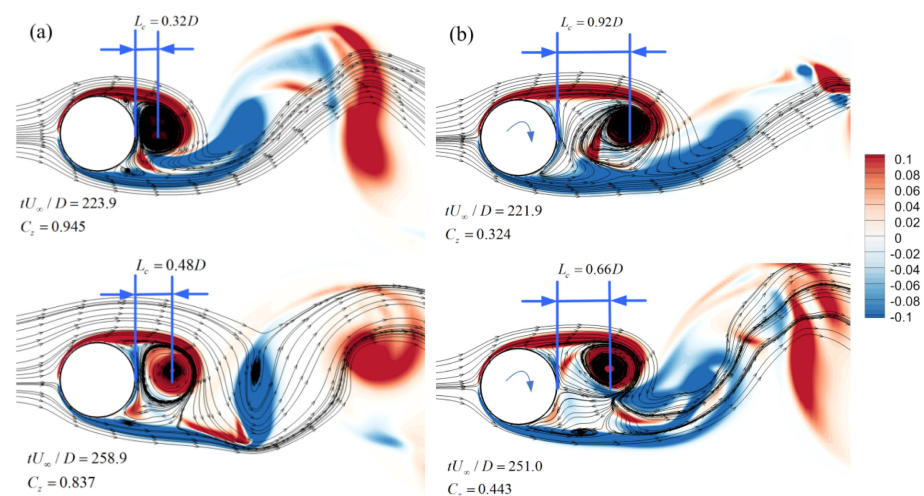 (a)
L_c = 0.32D
tU_∞ / D = 223.9
C_z = 0.945
(b)
L_c = 0.92D
tU_∞ / D = 221.9
C_z = 0.324
L_c = 0.48D
tU_∞ / D = 258.9
C_z = 0.837
L_c = 0.66D
tU_∞ / D = 251.0
C_z = 0.443
0.1
0.08
0.06
0.04
0.02
0
-0.02
-0.04
-0.06
-0.08
-0.1